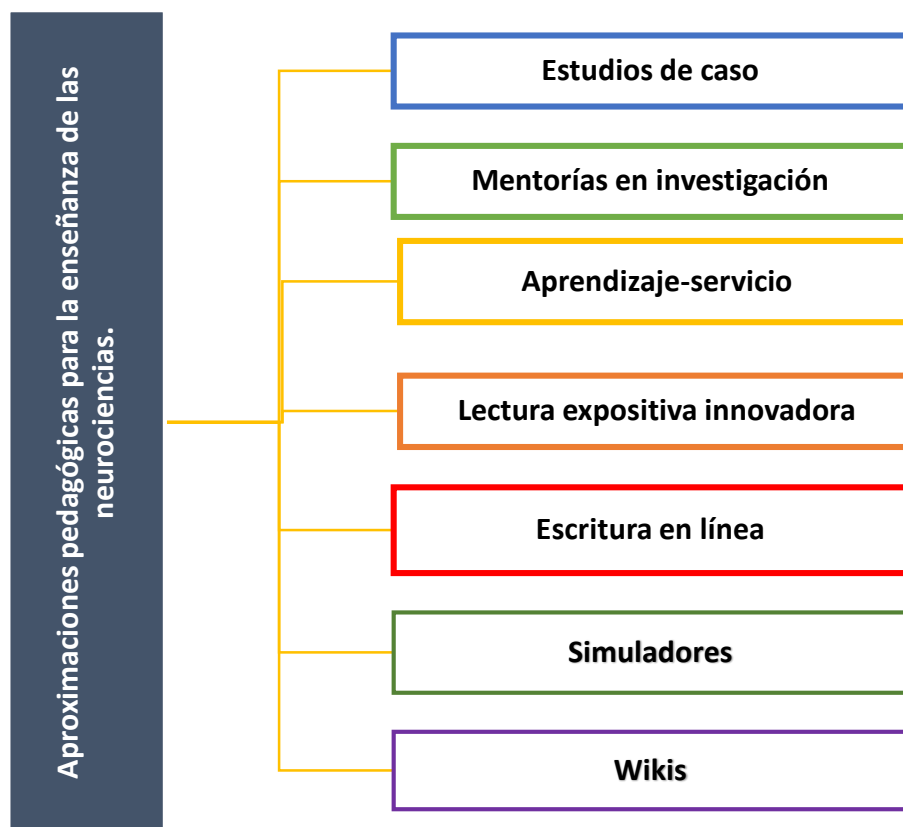 Aproximaciones pedagógicas para la enseñanza de las
neurociencias.
Estudios de caso
Mentorías en investigación
Aprendizaje-servicio
Lectura expositiva innovadora
Escritura en línea
Simuladores
Wikis